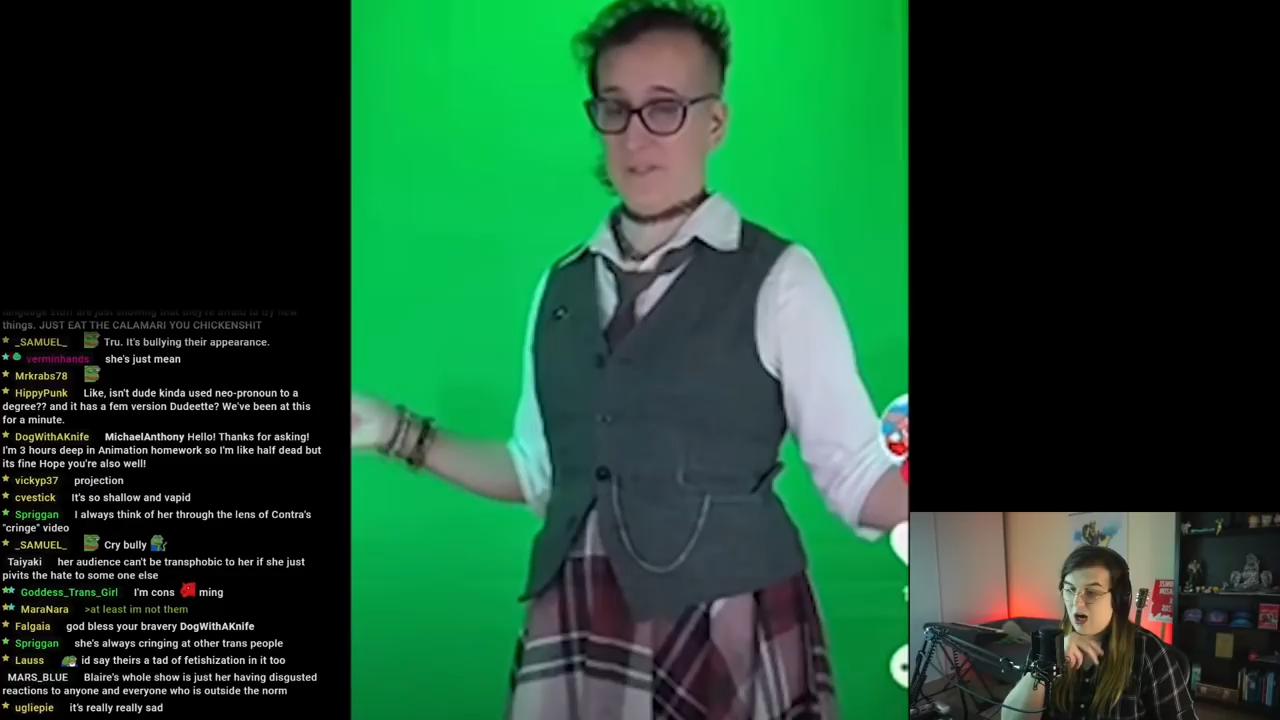 things. JUST EAT THE CALAMARI YOU CHICKENSHIT
_SAMUEL_ Tru. It's bullying their appearance.
verminhands she's just mean
Mrkrabs78
HippyPunk Like, isn't dude kinda used neo-pronoun to a
degree?? and it has a fem version Dudeette? We've been at this
for a minute.
DogWithAKnife MichaelAnthony Hello! Thanks for asking!
I'm 3 hours deep in Animation homework so I'm like half dead but
its fine Hope you're also well!
vickyp37 projection
cvestick It's so shallow and vapid
Spriggan I always think of her through the lens of Contra's
"cringe" video
_SAMUEL_ Cry bully
Taiyaki her audience can't be transphobic to her if she just
pivits the hate to some one else
Goddess_Trans_Girl I'm cons ming
MaraNara >at least im not them
Falgaia god bless your bravery DogWithAKnife
Spriggan she's always cringing at other trans people
Lauss id say theirs a tad of fetishization in it too
MARS_BLUE Blaire's whole show is just her having disgusted
reactions to anyone and everyone who is outside the norm
ugliepie it's really really sad